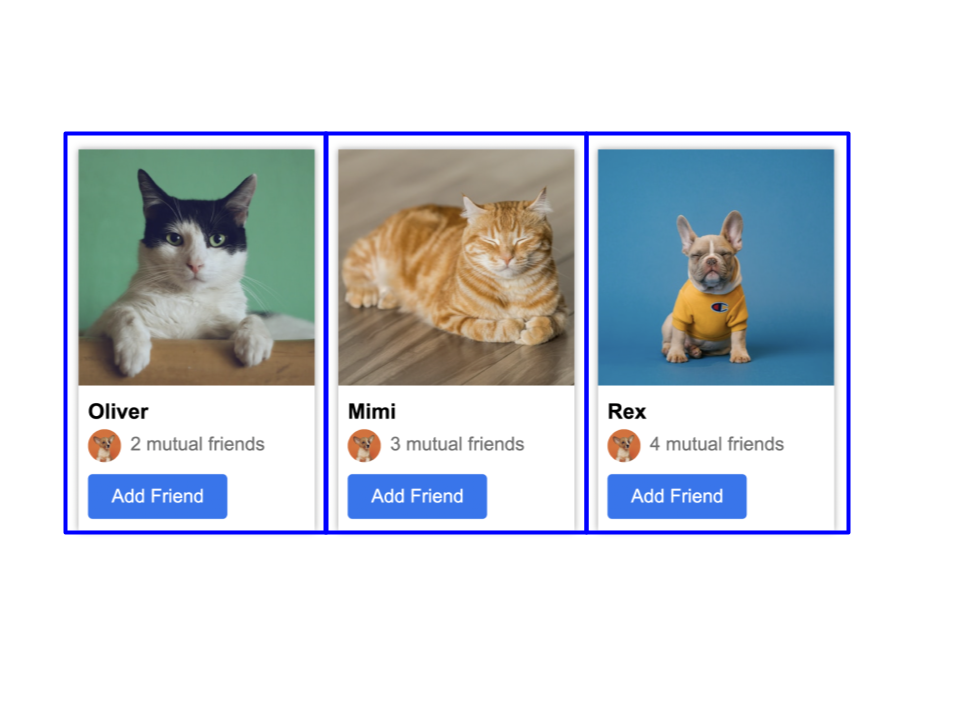 Oliver
2 mutual friends
Add Friend
Mimi
3 mutual friends
Add Friend
Rex
4 mutual friends
Add Friend